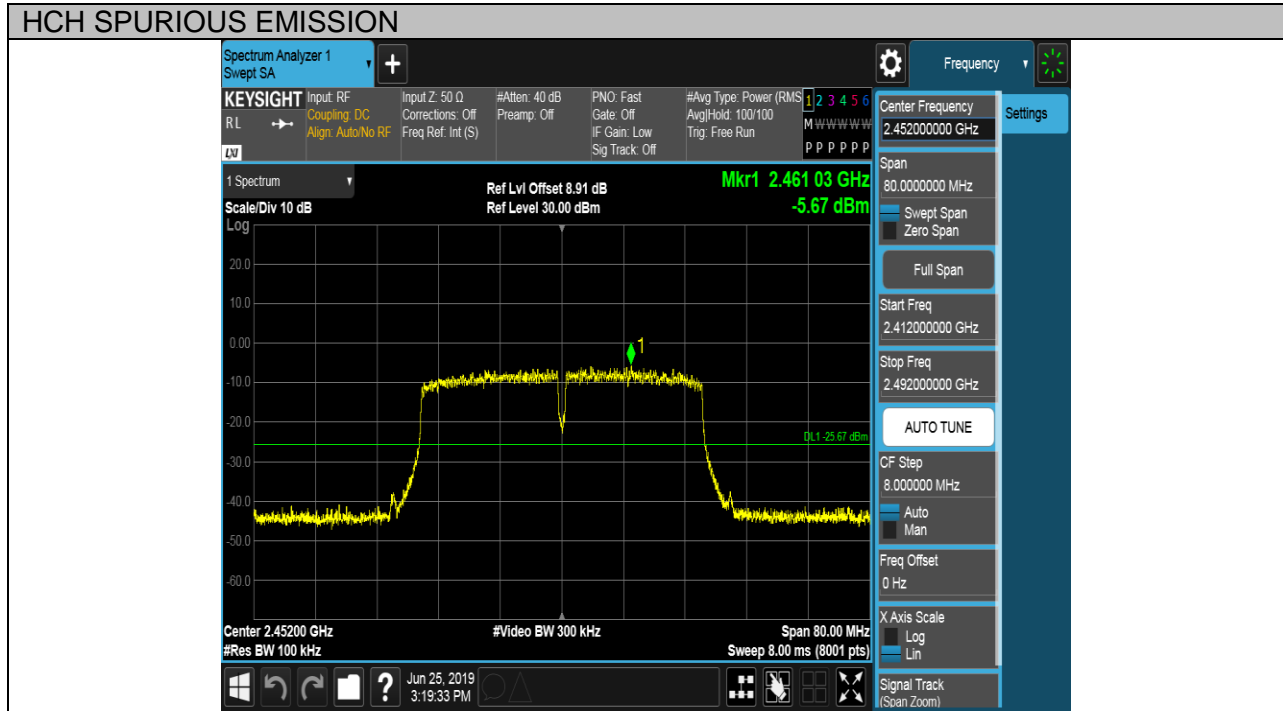 HCH SPURIOUS EMISSION
Spectrum Analyzer 1
Swept SA
+
Frequency
KEYSIGHT
RL
LXI
Input: RF
Coupling: DC
Align: Auto/No RF
Input Z: 50 Ω
Corrections: Off
Freq Ref: Int (S)
#Atten: 40 dB
Preamp: Off
PNO: Fast
Gate: Off
IF Gain: Low
Sig Track: Off
#Avg Type: Power (RMS
Avg|Hold: 100/100
Trig: Free Run
1 2 3 4 5 6
M W W W W W
P P P P P P
1 Spectrum
Scale/Div 10 dB
Log
Ref Lvl Offset 8.91 dB
Ref Level 30.00 dBm
Mkr1 2.461 03 GHz
-5.67 dBm
20.0
10.0
0.00
-10.0
-20.0
-30.0
-40.0
-50.0
-60.0
1
DL1 -25.67 dBm
Center 2.45200 GHz
#Res BW 100 kHz
#Video BW 300 kHz
Span 80.00 MHz
Sweep 8.00 ms (8001 pts)
?
Jun 25, 2019
3:19:33 PM
Center Frequency
2.452000000 GHz
Settings
Span
80.0000000 MHz
Swept Span
Zero Span
Full Span
Start Freq
2.412000000 GHz
Stop Freq
2.492000000 GHz
AUTO TUNE
CF Step
8.000000 MHz
Auto
Man
Freq Offset
0 Hz
X Axis Scale
Log
Lin
Signal Track
(Span Zoom)